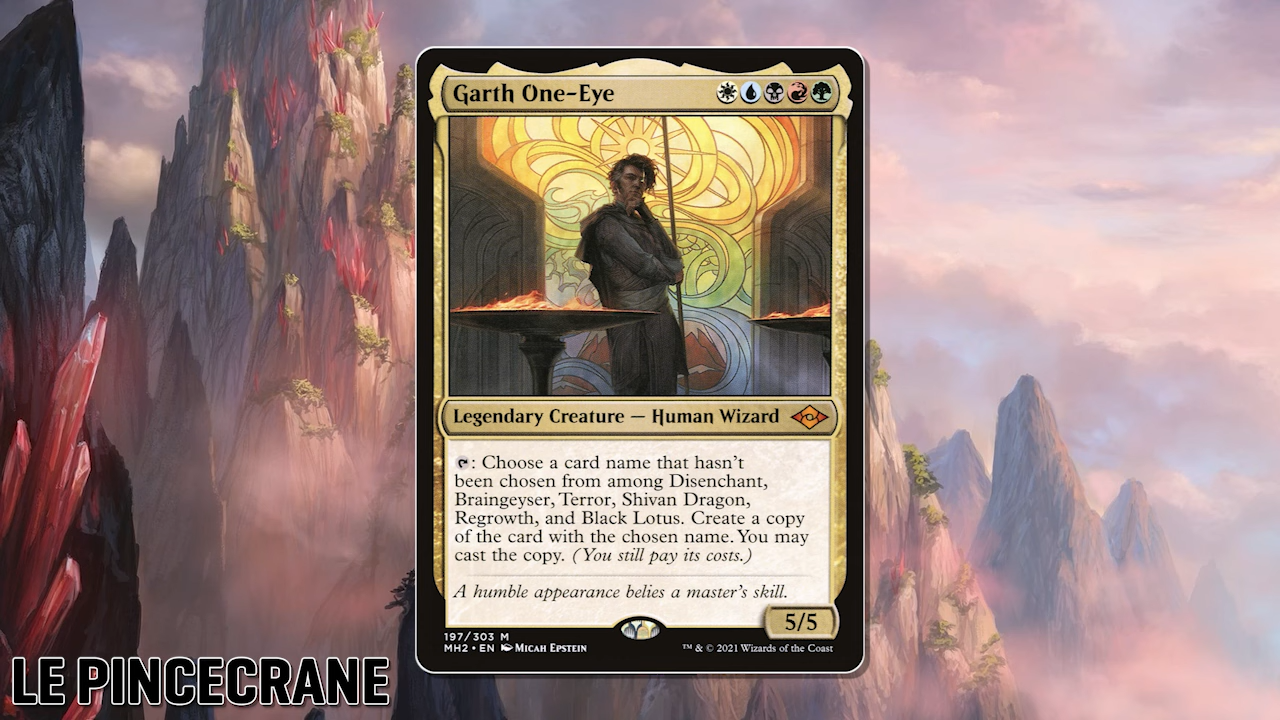 Garth One-Eye
Legendary Creature — Human Wizard
: Choose a card name that hasn't
been chosen from among Disenchant,
Braingeyser, Terror, Shivan Dragon,
Regrowth, and Black Lotus. Create a copy
of the card with the chosen name. You may
cast the copy. (You still pay its costs.)
A humble appearance belies a master's skill.
5/5
197/303 M
MH2 • EN Micah Epstein
™ & © 2021 Wizards of the Coast
LE PINCECRANE